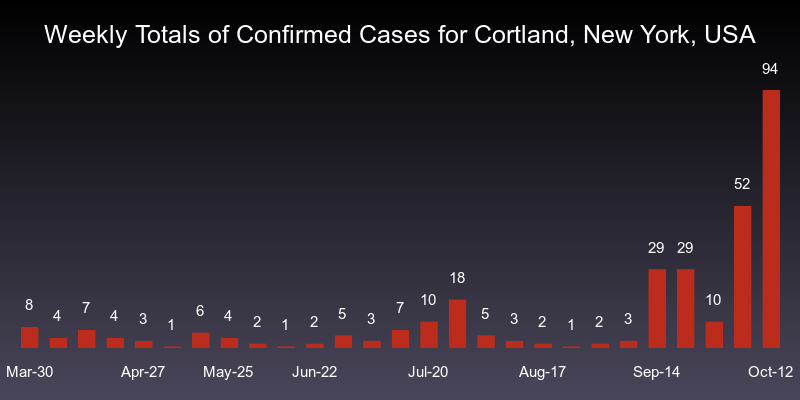 Weekly Totals of Confirmed Cases for Cortland, New York, USA
94
52
29 29
18
8 4 7 4 3 1 6 4 2 1 2 5 3 7 10 5 3 2 1 2 3 10
Mar-30 Apr-27 May-25 Jun-22 Jul-20 Aug-17 Sep-14 Oct-12